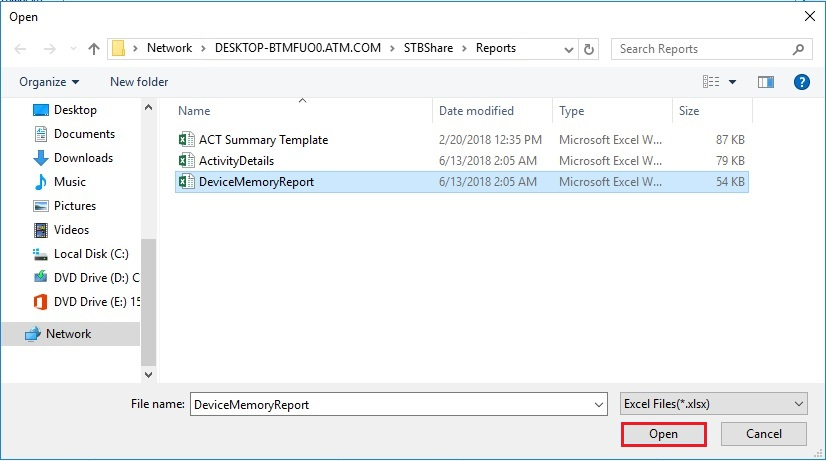 Open
Network > DESKTOP-BTMFUO0.ATM.COM > STBShare > Reports
Search Reports
Organize New folder
Name Date modified Type Size
Desktop
Documents
Downloads
Music
Pictures
Videos
Local Disk (C:)
DVD Drive (D:) C
DVD Drive (E:) 15
Network
ACT Summary Template 2/20/2018 12:35 PM Microsoft Excel W... 87 KB
ActivityDetails 6/13/2018 2:05 AM Microsoft Excel W... 79 KB
DeviceMemoryReport 6/13/2018 2:05 AM Microsoft Excel W... 54 KB
File name: DeviceMemoryReport Excel Files(*.xlsx)
Open Cancel